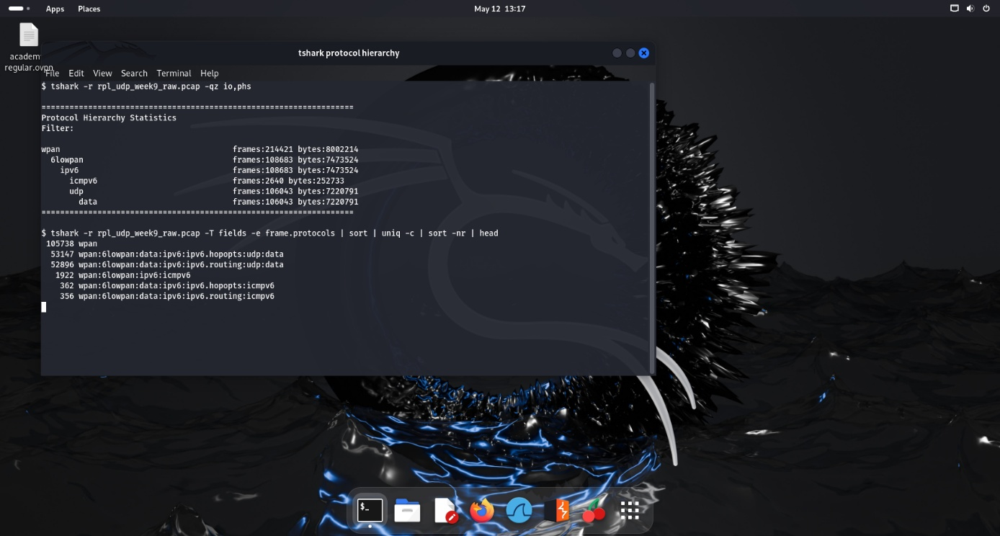 Apps Places May 12 13:17
academ
regular.ovpn
tshark protocol hierarchy
File Edit View Search Terminal Help
$ tshark -r rpl_udp_week9_raw.pcap -qz io,phs
===================================================================
Protocol Hierarchy Statistics
Filter:
wpan frames:214421 bytes:8002214
6lowpan frames:108683 bytes:7473524
ipv6 frames:108683 bytes:7473524
icmpv6 frames:2640 bytes:252733
udp frames:106043 bytes:7220791
data frames:106043 bytes:7220791
===================================================================
$ tshark -r rpl_udp_week9_raw.pcap -T fields -e frame.protocols | sort | uniq -c | sort -nr | head
105738 wpan
53147 wpan:6lowpan:data:ipv6:ipv6.hopopts:udp:data
52896 wpan:6lowpan:data:ipv6:ipv6.routing:udp:data
1922 wpan:6lowpan:ipv6:icmpv6
362 wpan:6lowpan:data:ipv6:ipv6.hopopts:icmpv6
356 wpan:6lowpan:data:ipv6:ipv6.routing:icmpv6
$_